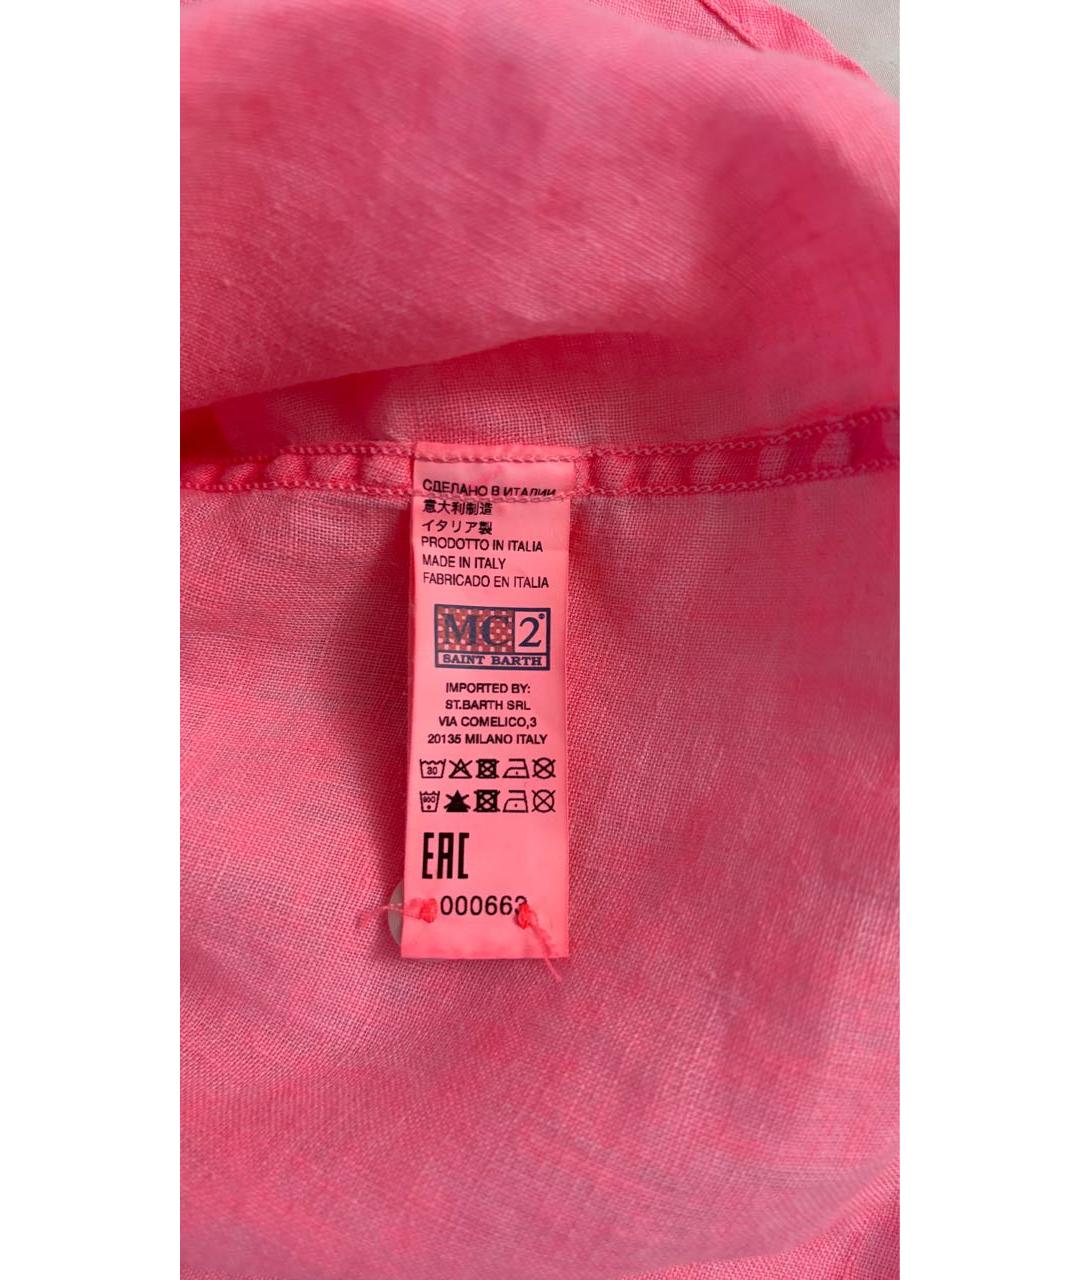 СДЕЛАНО В ИТАЛИИ
意大利制造
イタリア製
PRODOTTO IN ITALIA
MADE IN ITALY
FABRICADO EN ITALIA
MC2®
SAINT BARTH
IMPORTED BY:
ST.BARTH SRL
VIA COMELICO,3
20135 MILANO ITALY
30
EAC
000663